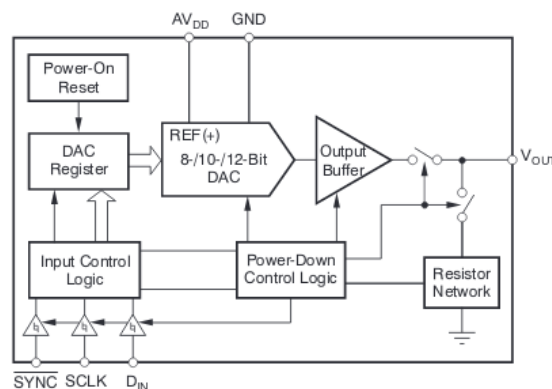 AVDD GND
Power-On
Reset
REF(+)
8-/10-/12-Bit
DAC
DAC
Register
Output
Buffer
VOUT
Input Control
Logic
Power-Down
Control Logic
Resistor
Network
SYNC SCLK DIN